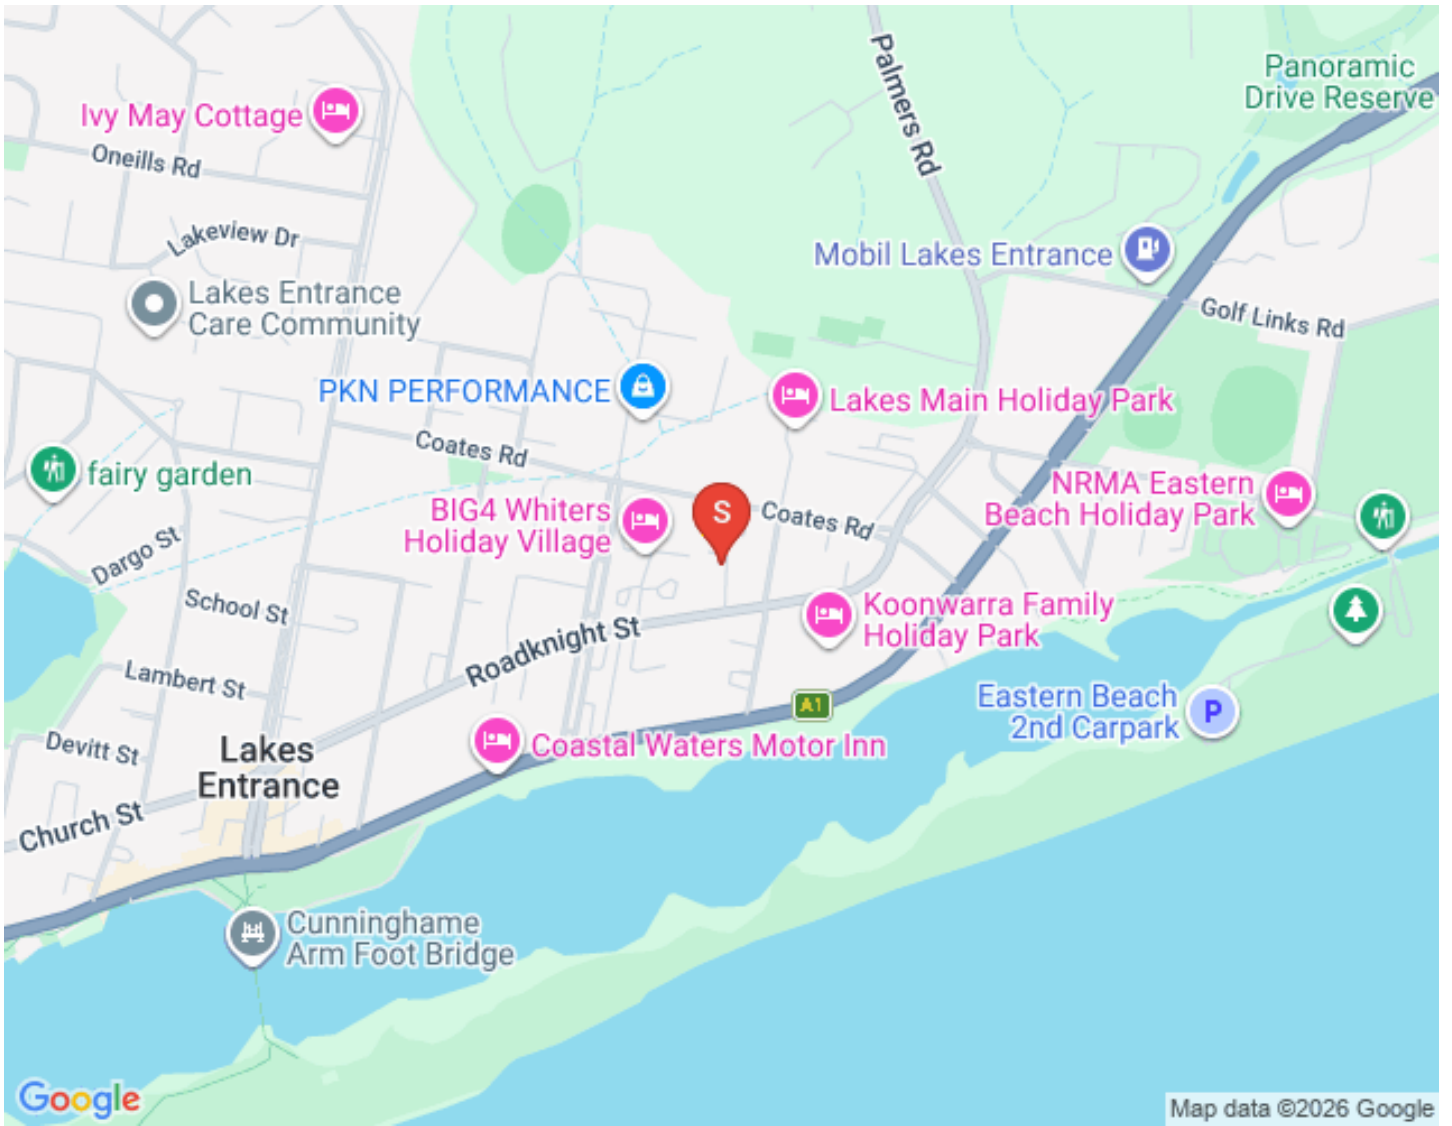 Panoramic
Drive Reserve
Palmers Rd
Ivy May Cottage
Oneills Rd
Lakeview Dr
Mobil Lakes Entrance
Lakes Entrance
Care Community
Golf Links Rd
PKN PERFORMANCE
Lakes Main Holiday Park
Coates Rd
fairy garden
NRMA Eastern
Beach Holiday Park
BIG4 Whiters
Holiday Village
S
Coates Rd
Dargo St
School St
Koonwarra Family
Holiday Park
Roadknight St
Lambert St
Eastern Beach
2nd Carpark
P
A1
Devitt St
Lakes
Entrance
Coastal Waters Motor Inn
Church St
Cunninghame
Arm Foot Bridge
Google
Map data ©2026 Google